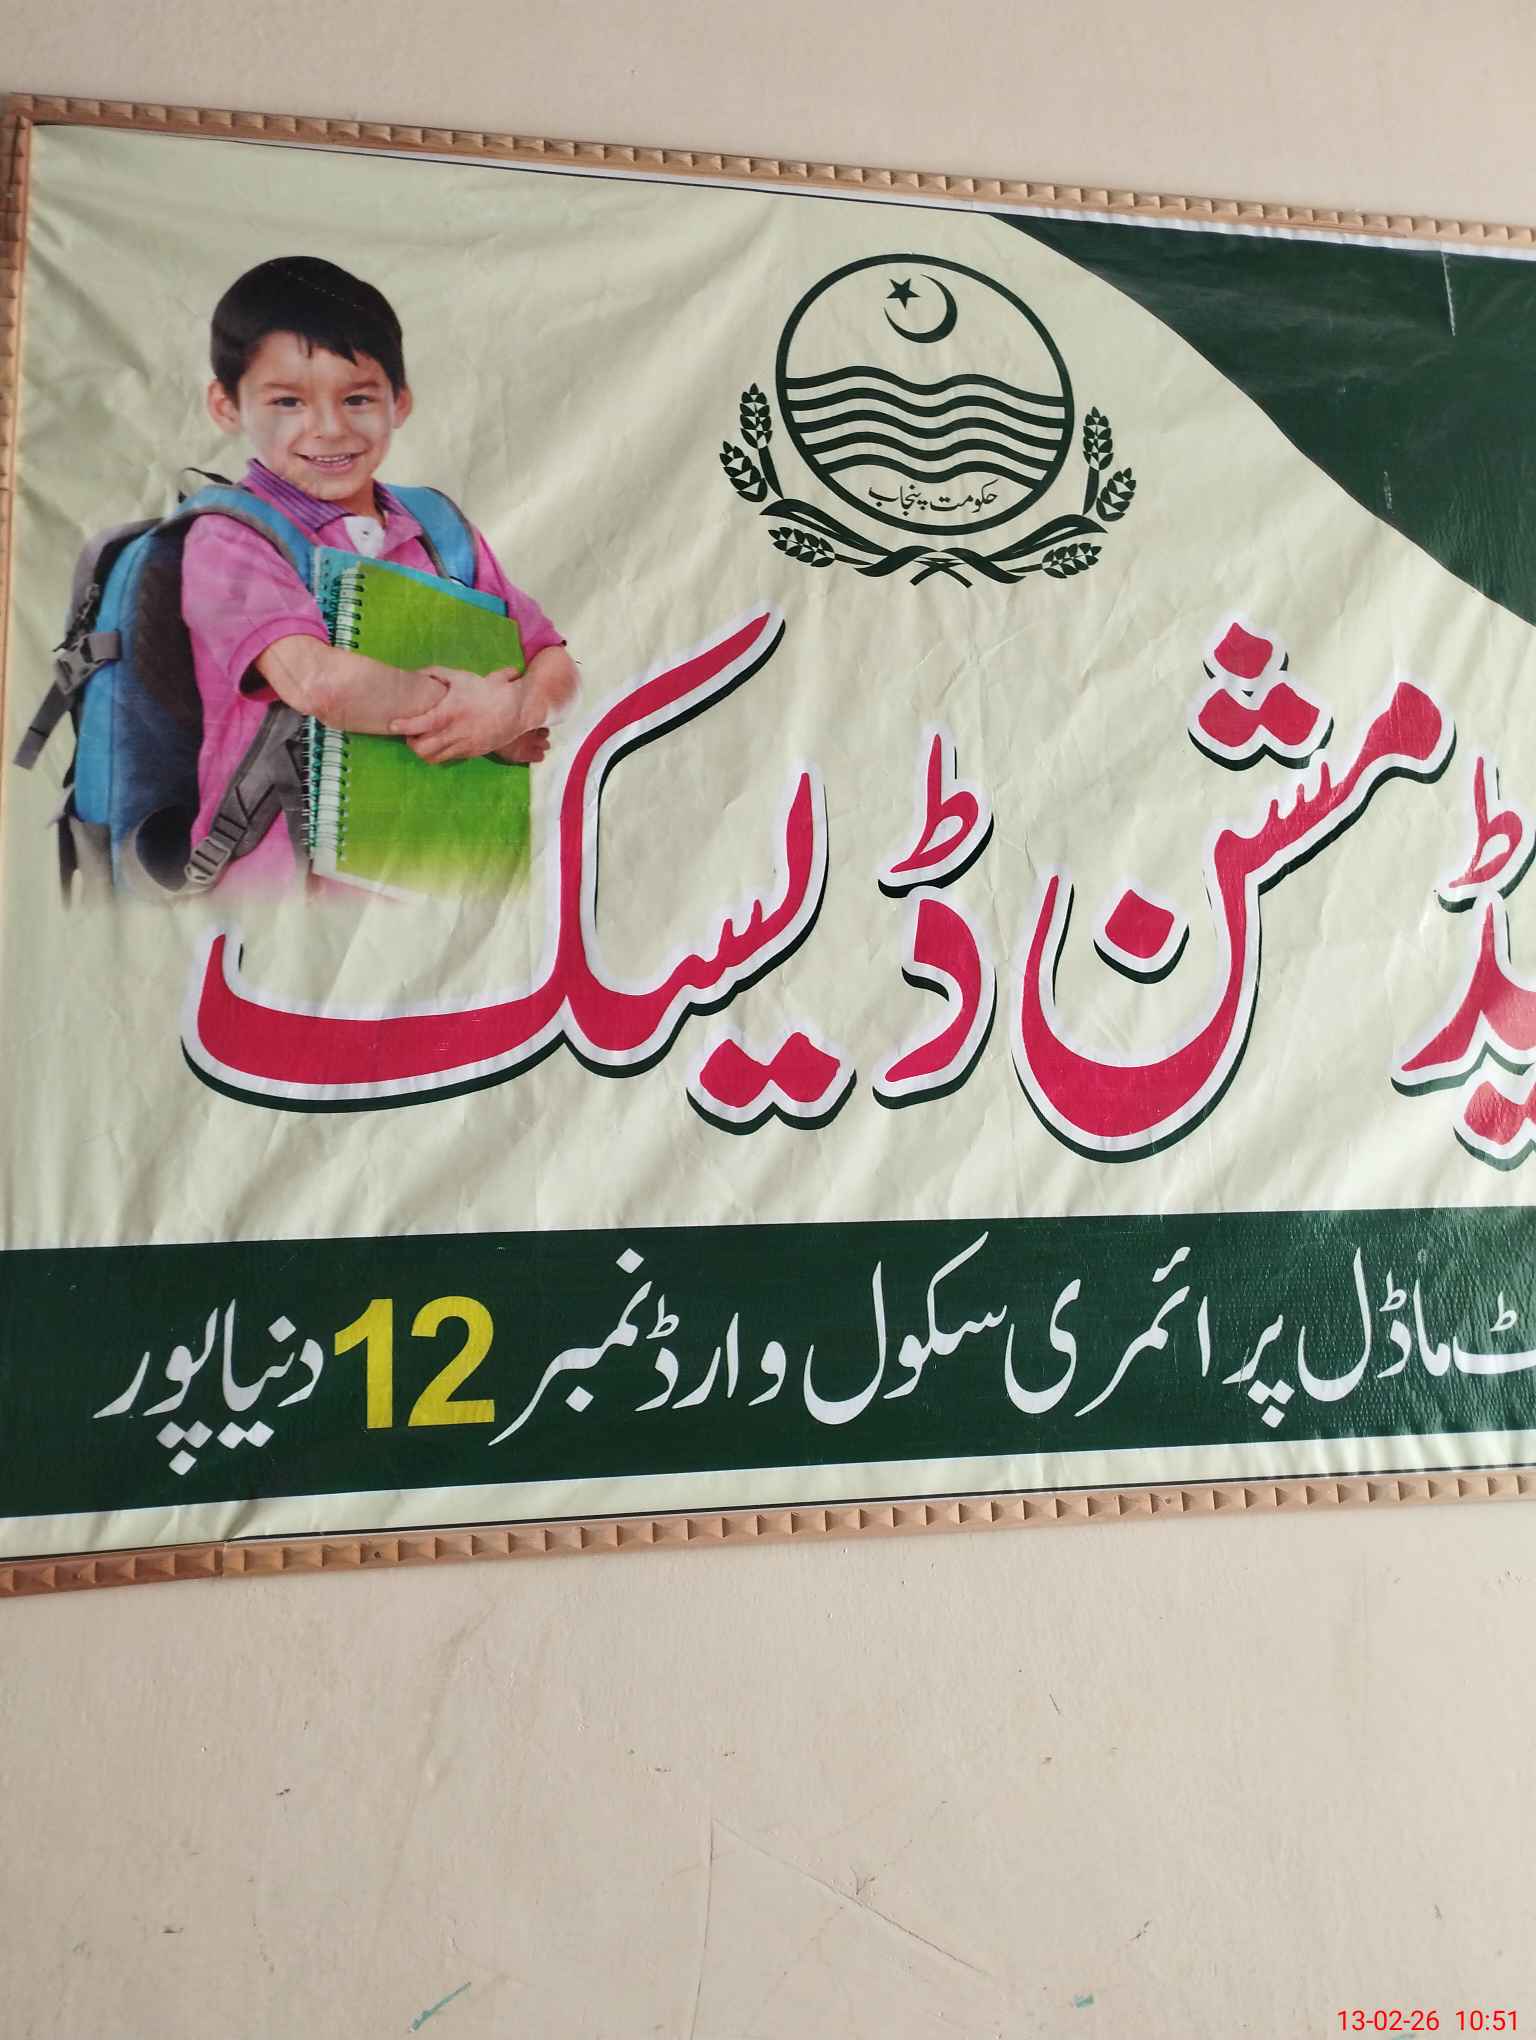 حکومت پنجاب
یڈمشن ڈیسک
ٹ ماڈل پرائمری سکول وارڈ نمبر 12 دنیاپور
13-02-26 10:51